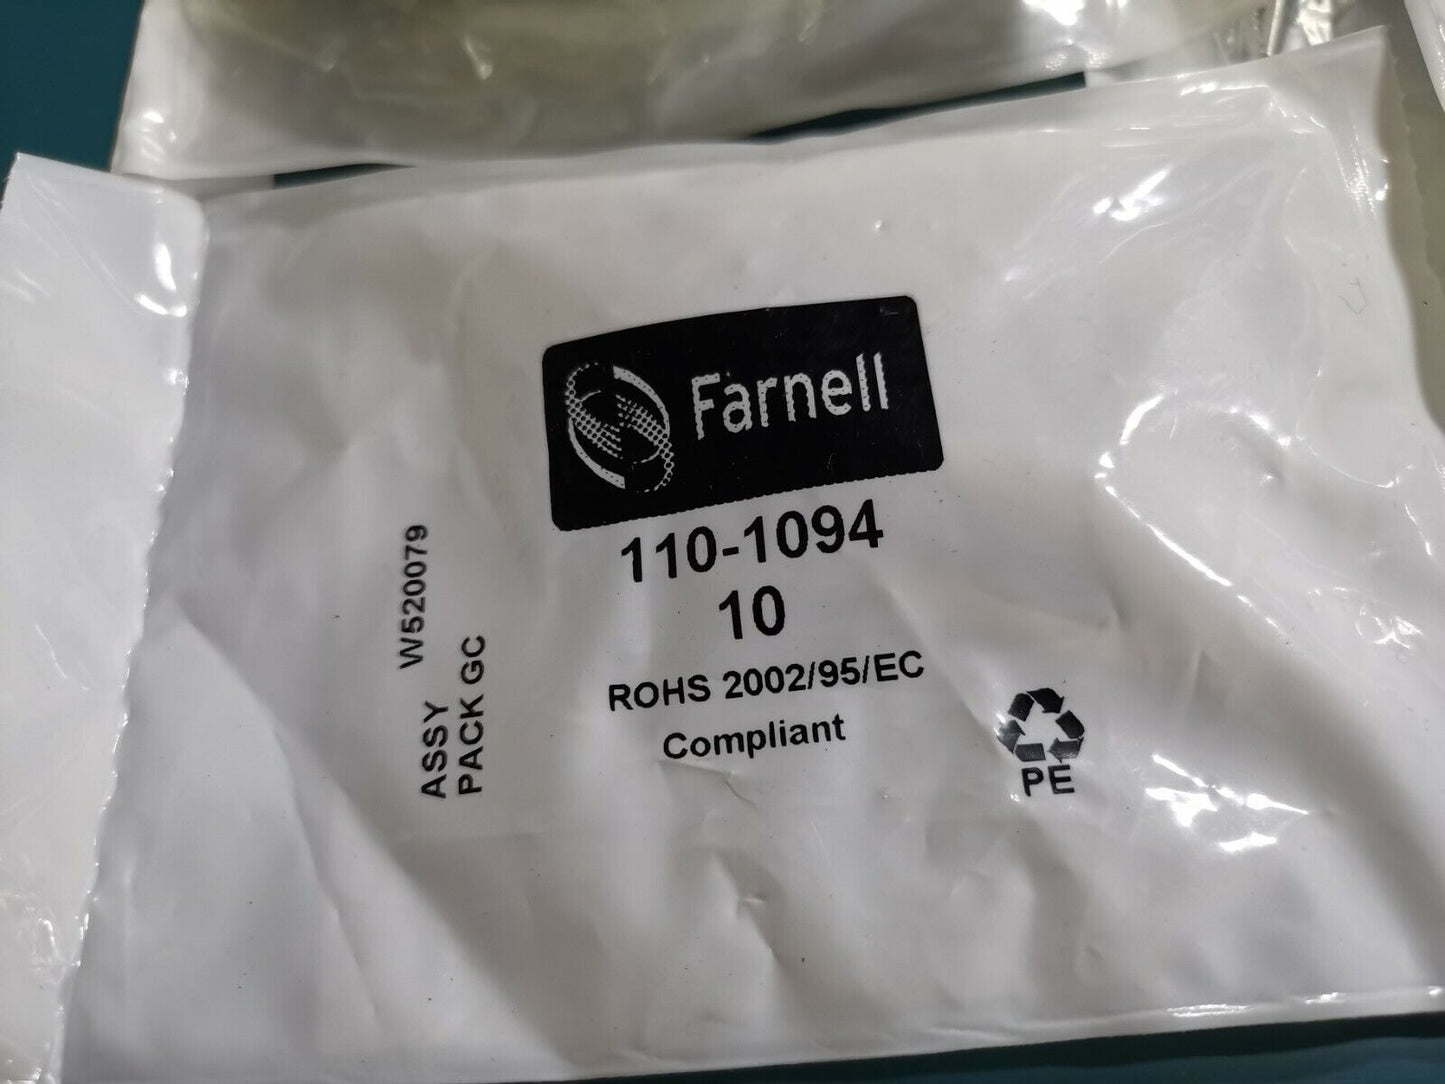 Farnell
110-1094
10
ROHS 2002/95/EC
Compliant
PE
ASSY W520079
PACK GC